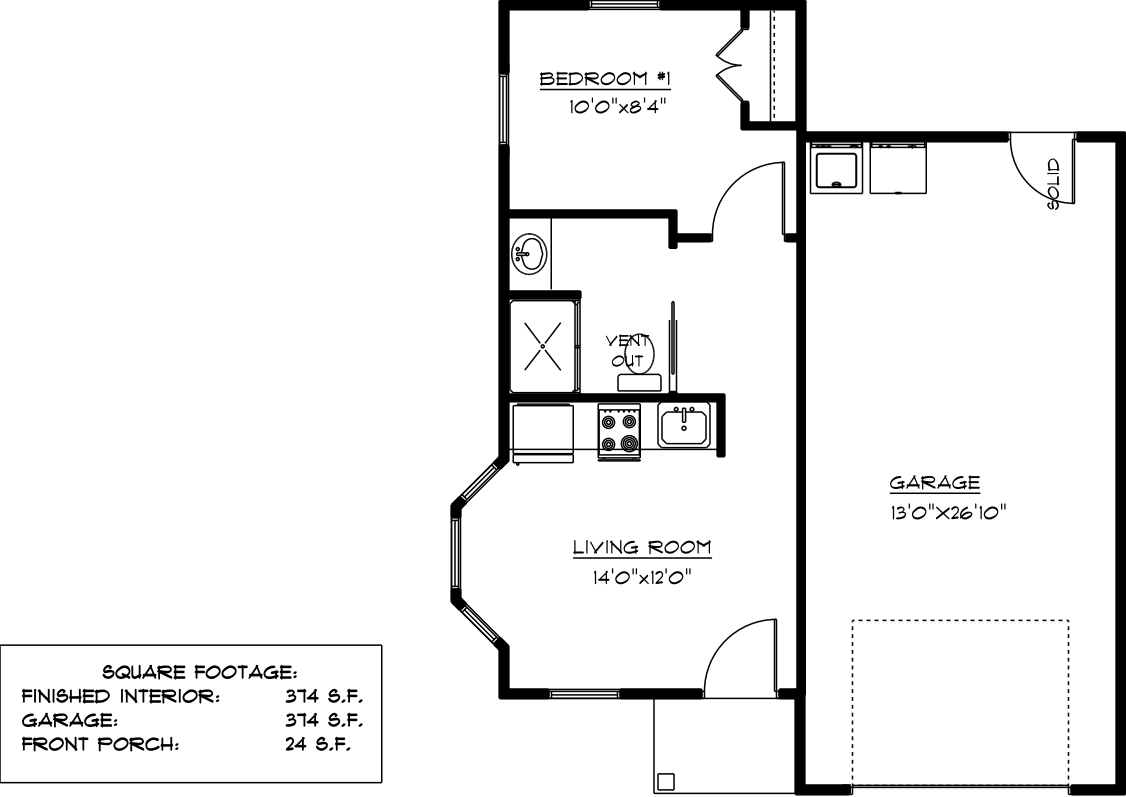 BEDROOM #1
10'0"x8'4"
SOLID
VENT
OUT
GARAGE
13'0"X26'10"
LIVING ROOM
14'0"x12'0"
SQUARE FOOTAGE:
FINISHED INTERIOR: 374 S.F.
GARAGE: 374 S.F.
FRONT PORCH: 24 S.F.